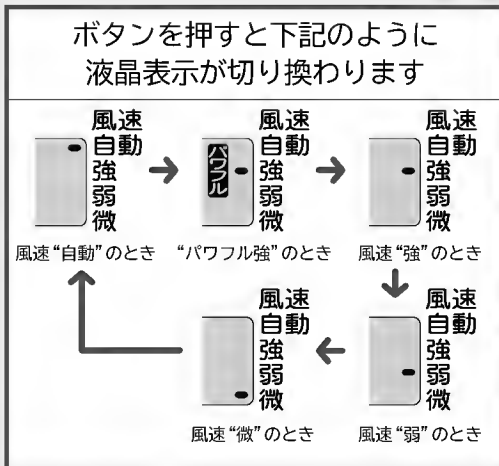 ボタンを押すと下記のように
液晶表示が切り換わります
風速
自動
強
弱
微
風速“自動”のとき
パワフル
風速
自動
強
弱
微
“パワフル強”のとき
風速
自動
強
弱
微
風速“強”のとき
風速
自動
強
弱
微
風速“弱”のとき
風速
自動
強
弱
微
風速“微”のとき